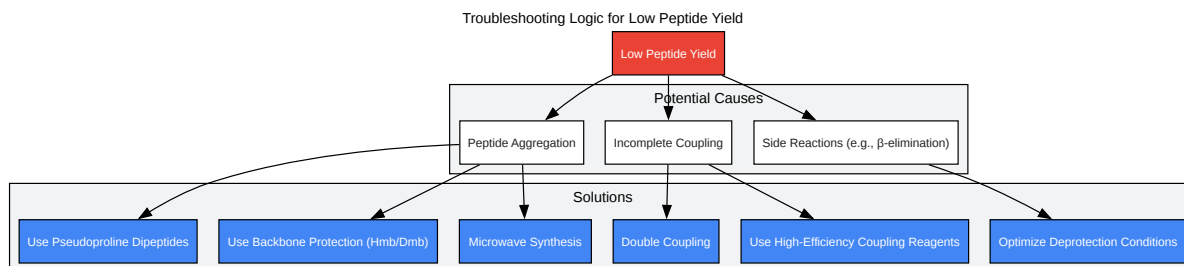 Troubleshooting Logic for Low Peptide Yield
Low Peptide Yield
Potential Causes
Peptide Aggregation
Incomplete Coupling
Side Reactions (e.g., β-elimination)
Solutions
Use Pseudoproline Dipeptides
Use Backbone Protection (Hmb/Dmb)
Microwave Synthesis
Double Coupling
Use High-Efficiency Coupling Reagents
Optimize Deprotection Conditions